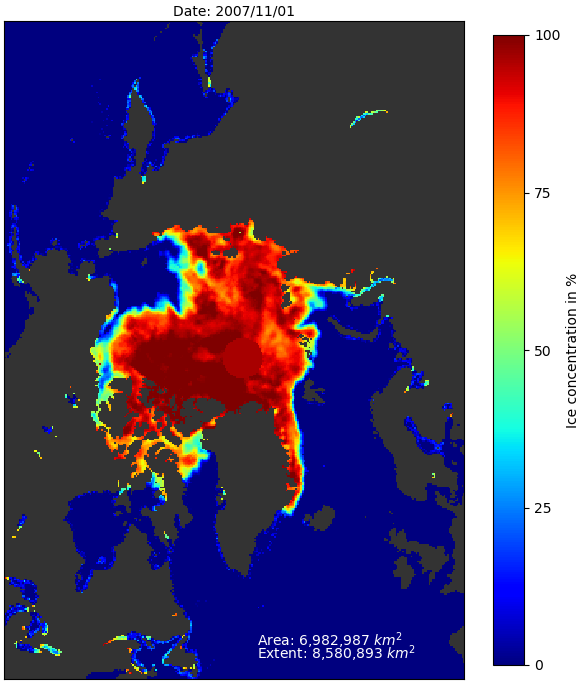 Date: 2007/11/01
100
75
50
25
0
Ice concentration in %
Area: 6,982,987 km²
Extent: 8,580,893 km²